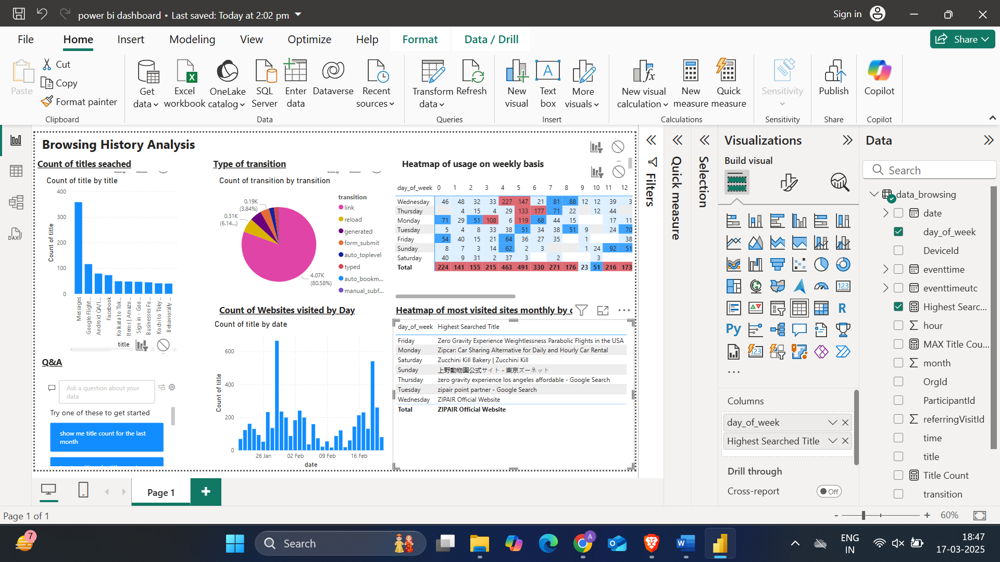 power bi dashboard • Last saved: Today at 2:02 pm
Sign in
File Home Insert Modeling View Optimize Help Format Data / Drill
Share
Paste
Cut
Copy
Format painter
Clipboard
Get data
Excel workbook
OneLake catalog
SQL Server
Enter data
Dataverse
Recent sources
Data
Transform data
Refresh
Queries
New visual
Text box
More visuals
Insert
New visual calculation
New measure
Quick measure
Calculations
Sensitivity
Sensitivity
Publish
Share
Copilot
Copilot
Browsing History Analysis
Count of titles seached
Count of title by title
Count of title
400
300
200
100
0
Messages
Google Flight...
Android QA/L...
Facebook
Kolkata to Tok...
Items | Amazo...
Sign in - Goo...
Businesses Fo...
Kochi to Toky...
Behaviorally ...
title
Q&A
Ask a question about your data
Try one of these to get started
show me title count for the last month
Type of transition
Count of transition by transition
0.19K (3.84%)
0.31K (6.14...)
4.07K (80.58%)
transition
link
reload
generated
form_submit
auto_toplevel
typed
auto_bookm...
manual_subf...
Count of Websites visited by Day
Count of title by date
Count of title
600
400
200
0
26 Jan 02 Feb 09 Feb 16 Feb
date
Heatmap of usage on weekly basis
day_of_week 0 1 2 3 4 5 6 7 8 9 10 11 12
Wednesday 46 48 32 33 227 147 21 81 88 12 12 39 3
Thursday 4 15 4 29 133 177 71 22 12 44
Monday 71 29 51 108 6 119 68 44 15 17 11
Tuesday 5 4 8 33 38 51 34 38 51 9 24 70
Friday 54 40 15 21 64 36 27 35 1 38
Sunday 8 7 3 14 62 2 3 1 24 92 51
Saturday 40 9 31 2 37 3 2 3
Total 224 141 155 215 463 491 330 271 176 23 51 216 173
Heatmap of most visited sites monthly by
day_of_week Highest Searched Title
Friday Zero Gravity Experience Weightlessness Parabolic Flights in the USA
Monday Zipcar: Car Sharing Alternative for Daily and Hourly Car Rental
Saturday Zucchini Kill Bakery | Zucchini Kill
Sunday 上野動物園公式サイト - 東京ズーネット
Thursday zero gravity experience los angeles affordable - Google Search
Tuesday zipair point partner - Google Search
Wednesday ZIPAIR Official Website
Total ZIPAIR Official Website
Filters
Quick measure
Selection
Visualizations
Build visual
123
R
Py
123
...
Columns
day_of_week
Highest Searched Title
Drill through
Cross-report
Off
Data
Search
data_browsing
date
day_of_week
DeviceId
eventtime
eventtimeutc
Highest Searc...
hour
MAX Title Cou...
month
OrgId
ParticipantId
referringVisitId
time
title
Title Count
transition
Page 1
Page 1 of 1
60%
7
Search
A
ENG
IN
18:47
17-03-2025